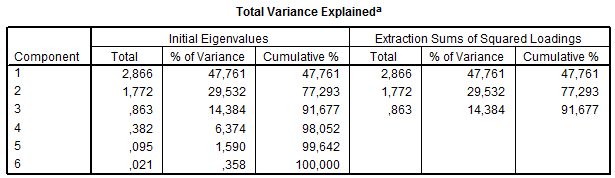 Total Variance Explainedᵃ
Initial Eigenvalues Extraction Sums of Squared Loadings
Component Total % of Variance Cumulative % Total % of Variance Cumulative %
1 2,866 47,761 47,761 2,866 47,761 47,761
2 1,772 29,532 77,293 1,772 29,532 77,293
3 ,863 14,384 91,677 ,863 14,384 91,677
4 ,382 6,374 98,052
5 ,095 1,590 99,642
6 ,021 ,358 100,000